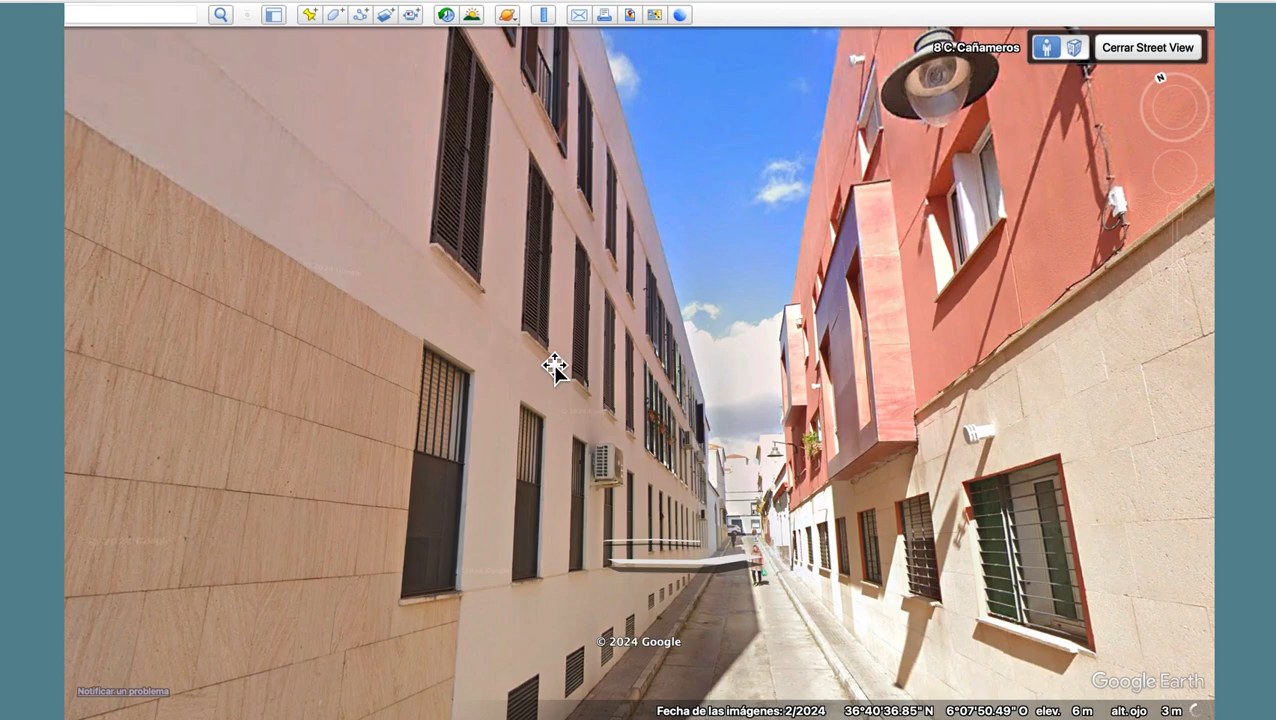 8 C. Cañameros
Cerrar Street View
N
© 2024 Google
Notificar un problema
Google Earth
Fecha de las imágenes: 2/2024 36°40'36.85" N 6°07'50.49" O elev. 6 m alt. ojo 3 m